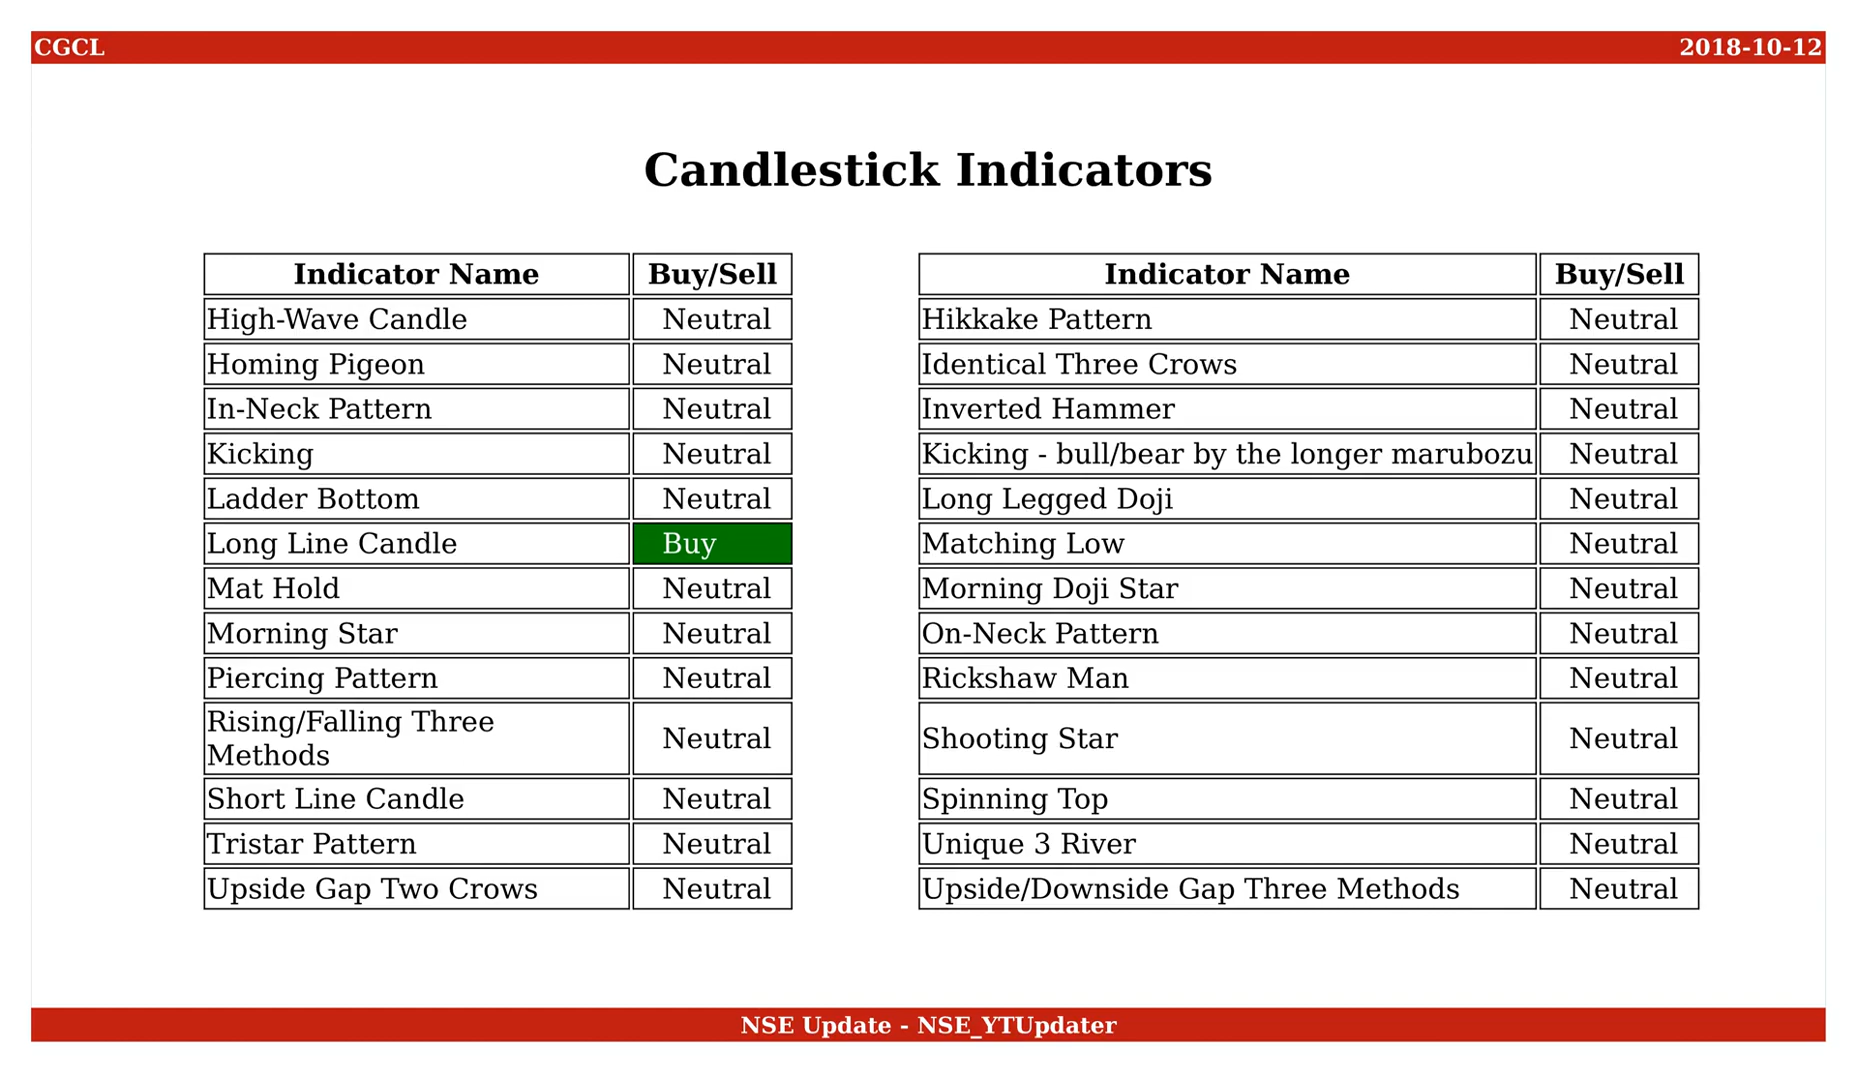 CGCL 2018-10-12
Candlestick Indicators
Indicator Name Buy/Sell
High-Wave Candle Neutral
Homing Pigeon Neutral
In-Neck Pattern Neutral
Kicking Neutral
Ladder Bottom Neutral
Long Line Candle Buy
Mat Hold Neutral
Morning Star Neutral
Piercing Pattern Neutral
Rising/Falling Three
Methods Neutral
Short Line Candle Neutral
Tristar Pattern Neutral
Upside Gap Two Crows Neutral
Indicator Name Buy/Sell
Hikkake Pattern Neutral
Identical Three Crows Neutral
Inverted Hammer Neutral
Kicking - bull/bear by the longer marubozu Neutral
Long Legged Doji Neutral
Matching Low Neutral
Morning Doji Star Neutral
On-Neck Pattern Neutral
Rickshaw Man Neutral
Shooting Star Neutral
Spinning Top Neutral
Unique 3 River Neutral
Upside/Downside Gap Three Methods Neutral
NSE Update - NSE_YTUpdater